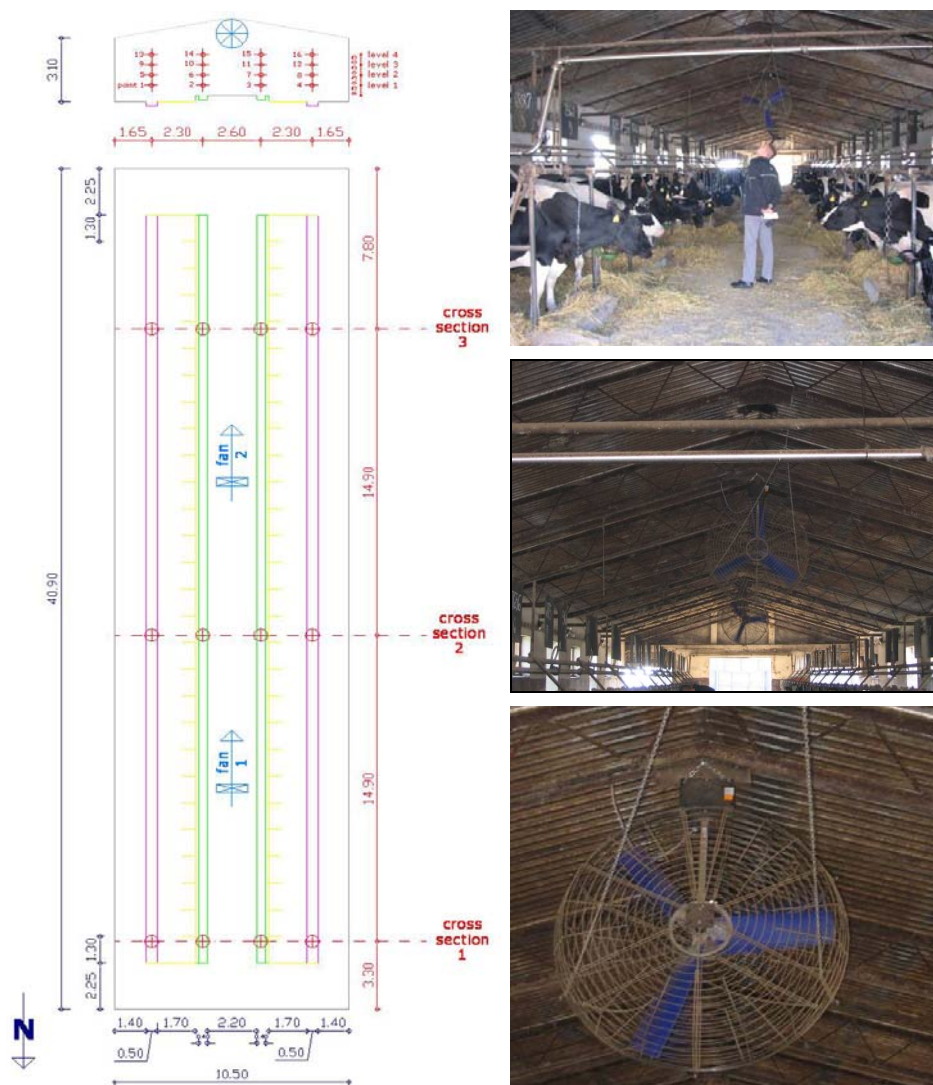 13 14 15 16 level 4
9 10 11 12 level 3
5 6 7 8 level 2
point 1 2 3 4 level 1
3.10
1.65 2.30 2.60 2.30 1.65
2.25
1.30
7.80
cross
section
3
fan
2
14.90
40.90
cross
section
2
fan
1
14.90
cross
section
1
1.30
3.30
2.25
N
1.40 1.70 2.20 1.70 1.40
0.50 0.50
10.50